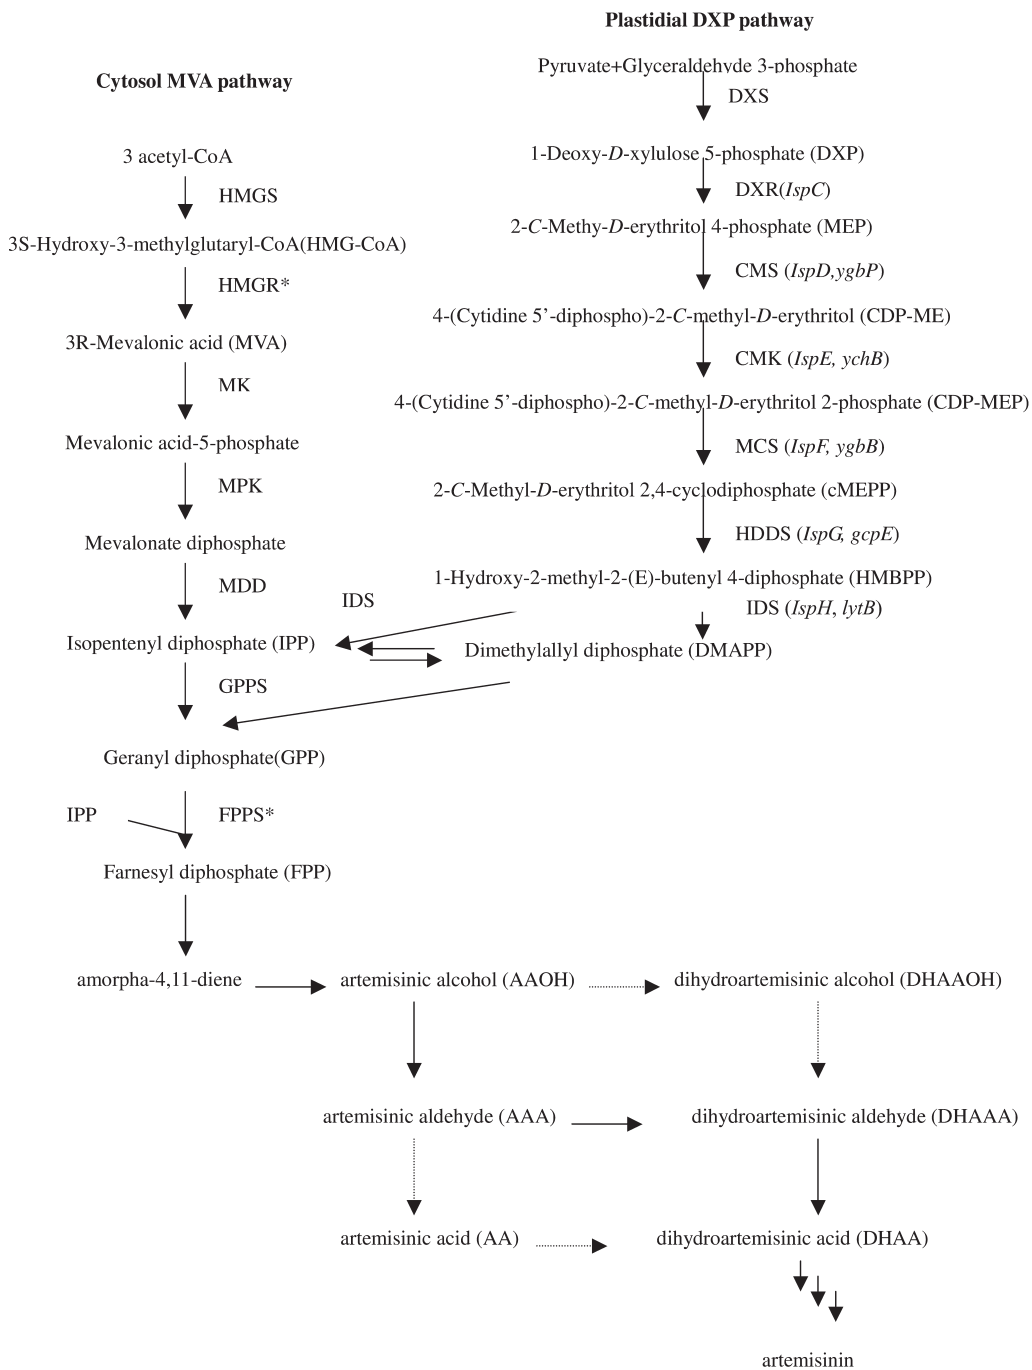 Plastidial DXP pathway
Pyruvate+Glyceraldehyde 3-phosphate
Cytosol MVA pathway
DXS
3 acetyl-CoA
1-Deoxy-D-xylulose 5-phosphate (DXP)
HMGS
DXR(IspC)
3S-Hydroxy-3-methylglutaryl-CoA(HMG-CoA)
2-C-Methy-D-erythritol 4-phosphate (MEP)
HMGR*
CMS (IspD,ygbP)
3R-Mevalonic acid (MVA)
4-(Cytidine 5’-diphospho)-2-C-methyl-D-erythritol (CDP-ME)
MK
CMK (IspE, ychB)
Mevalonic acid-5-phosphate
4-(Cytidine 5’-diphospho)-2-C-methyl-D-erythritol 2-phosphate (CDP-MEP)
MPK
MCS (IspF, ygbB)
Mevalonate diphosphate
2-C-Methyl-D-erythritol 2,4-cyclodiphosphate (cMEPP)
MDD
HDDS (IspG, gcpE)
IDS
1-Hydroxy-2-methyl-2-(E)-butenyl 4-diphosphate (HMBPP)
IDS (IspH, lytB)
Isopentenyl diphosphate (IPP)
Dimethylallyl diphosphate (DMAPP)
GPPS
Geranyl diphosphate(GPP)
IPP
FPPS*
Farnesyl diphosphate (FPP)
amorpha-4,11-diene
artemisinic alcohol (AAOH)
dihydroartemisinic alcohol (DHAAOH)
artemisinic aldehyde (AAA)
dihydroartemisinic aldehyde (DHAAA)
artemisinic acid (AA)
dihydroartemisinic acid (DHAA)
artemisinin